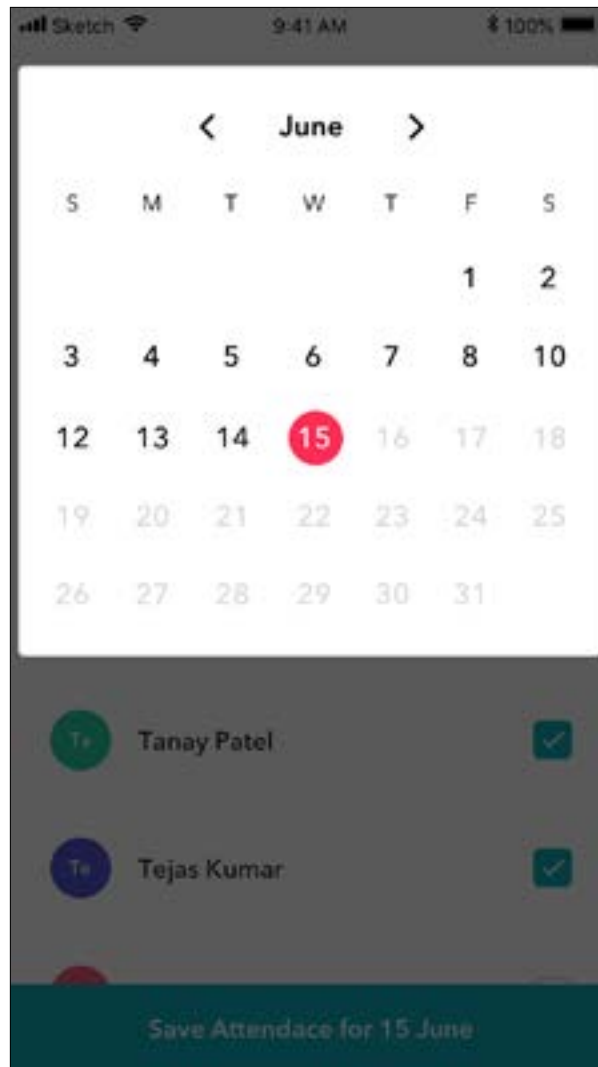 Sketch 9:41 AM 100%
June
S M T W T F S
1 2
3 4 5 6 7 8 10
12 13 14 15 16 17 18
19 20 21 22 23 24 25
26 27 28 29 30 31
Te Tanay Patel
Te Tejas Kumar
Save Attendace for 15 June